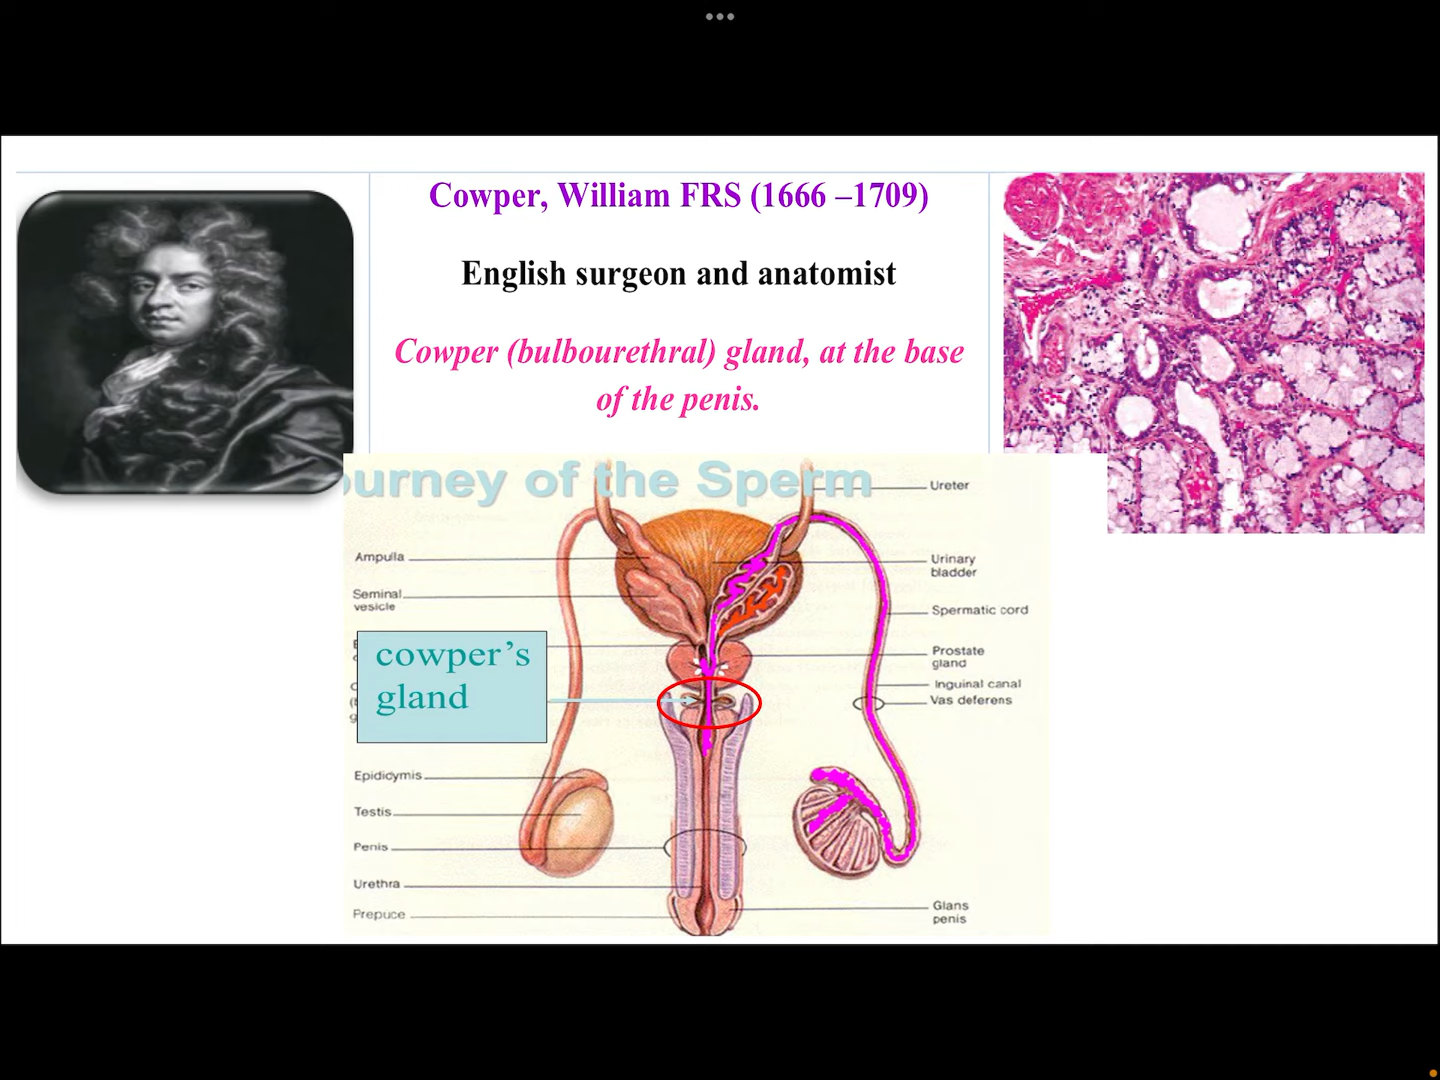 Cowper, William FRS (1666 –1709)
English surgeon and anatomist
Cowper (bulbourethral) gland, at the base
of the penis.
ourney of the Sperm
Ureter
Ampulla
Urinary
bladder
Seminal
vesicle
Spermatic cord
cowper’s
gland
Prostate
gland
Inguinal canal
Vas deferens
Epididymis
Testis
Penis
Urethra
Prepuce
Glans
penis